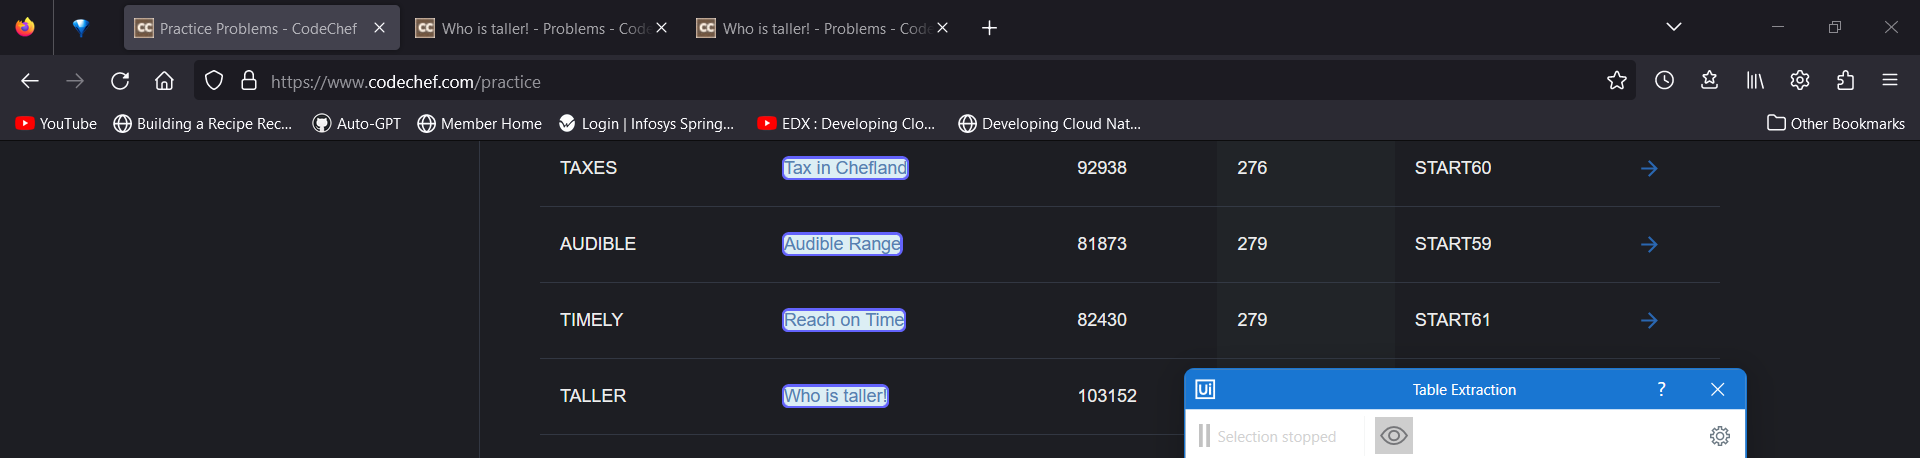 Practice Problems - CodeChef
Who is taller! - Problems - Code
Who is taller! - Problems - Code
https://www.codechef.com/practice
YouTube
Building a Recipe Rec...
Auto-GPT
Member Home
Login | Infosys Spring...
EDX : Developing Clo...
Developing Cloud Nat...
Other Bookmarks
TAXES Tax in Chefland 92938 276 START60
AUDIBLE Audible Range 81873 279 START59
TIMELY Reach on Time 82430 279 START61
TALLER Who is taller! 103152
Ui Table Extraction ?
Selection stopped